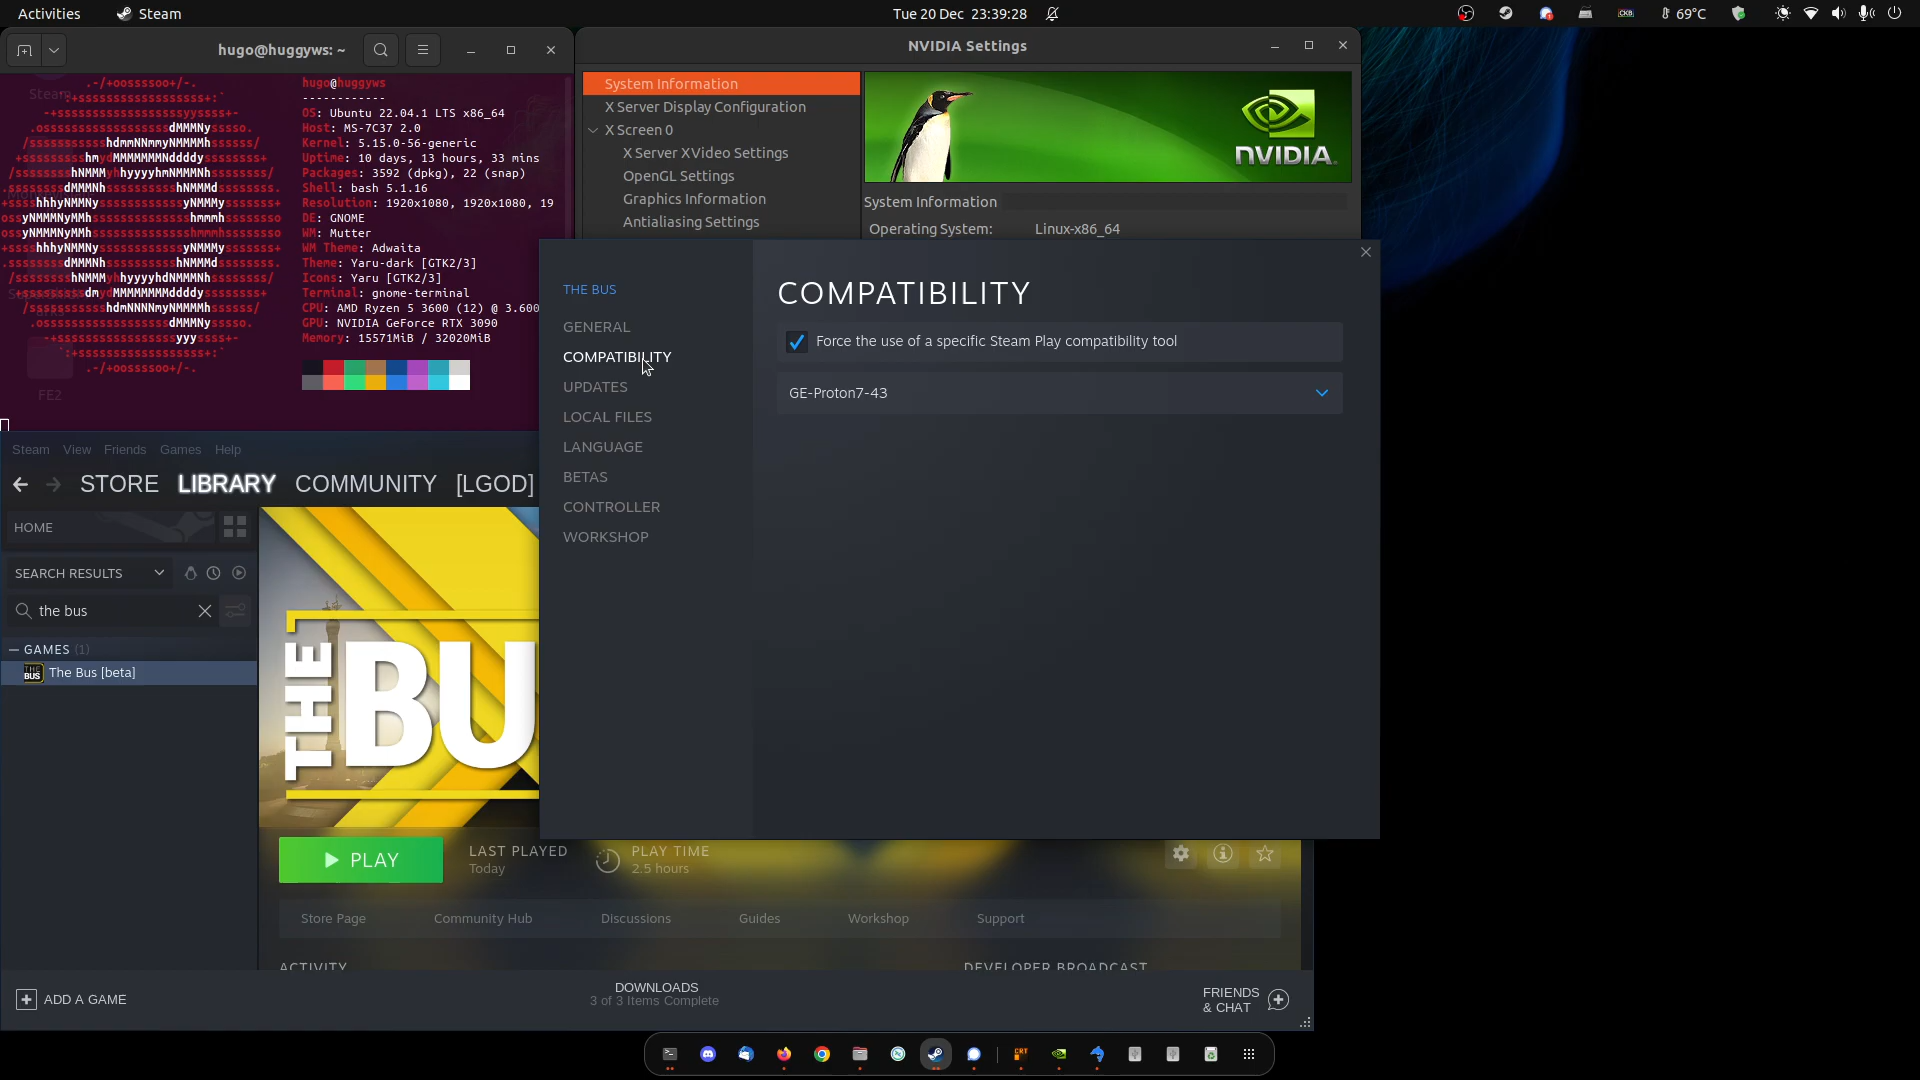 Activities
Steam
Tue 20 Dec 23:39:28
CKB
69°C
hugo@huggyws: ~
hugo@huggyws
------------
OS: Ubuntu 22.04.1 LTS x86_64
Host: MS-7C37 2.0
Kernel: 5.15.0-56-generic
Uptime: 10 days, 13 hours, 33 mins
Packages: 3592 (dpkg), 22 (snap)
Shell: bash 5.1.16
Resolution: 1920x1080, 1920x1080, 19
DE: GNOME
WM: Mutter
WM Theme: Adwaita
Theme: Yaru-dark [GTK2/3]
Icons: Yaru [GTK2/3]
Terminal: gnome-terminal
CPU: AMD Ryzen 5 3600 (12) @ 3.600
GPU: NVIDIA GeForce RTX 3090
Memory: 15571MiB / 32020MiB
FE2
NVIDIA Settings
System Information
X Server Display Configuration
X Screen 0
X Server XVideo Settings
OpenGL Settings
Graphics Information
Antialiasing Settings
NVIDIA.
System Information
Operating System: Linux-x86_64
THE BUS
GENERAL
COMPATIBILITY
UPDATES
LOCAL FILES
LANGUAGE
BETAS
CONTROLLER
WORKSHOP
COMPATIBILITY
Force the use of a specific Steam Play compatibility tool
GE-Proton7-43
Steam View Friends Games Help
STORE LIBRARY COMMUNITY [LGOD]
HOME
SEARCH RESULTS
the bus
GAMES (1)
The Bus [beta]
THE BU
PLAY
LAST PLAYED
Today
PLAY TIME
2.5 hours
Store Page Community Hub Discussions Guides Workshop Support
ACTIVITY
DEVELOPER BROADCAST
ADD A GAME
DOWNLOADS
3 of 3 Items Complete
FRIENDS
& CHAT
CRT